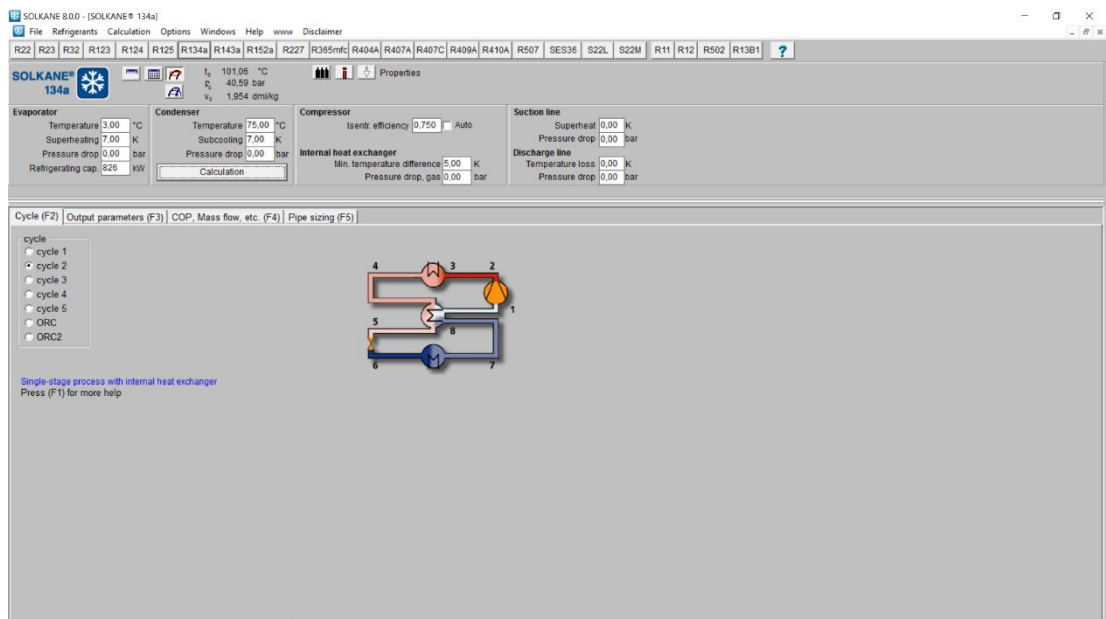 SOLKANE 8.0.0 - [SOLKANE® 134a]
File Refrigerants Calculation Options Windows Help www Disclaimer
R22 R23 R32 R123 R124 R125 R134a R143a R152a R227 R365mfc R404A R407A R407C R409A R410A R507 SES36 S22L S22M R11 R12 R502 R13B1 ?
SOLKANE® 134a
tc 101,06 °C
pc 40,59 bar
vc 1,954 dmi/kg
Properties
Evaporator
Temperature 3,00 °C
Superheating 7,00 K
Pressure drop 0,00 bar
Refrigerating cap. 826 kW
Condenser
Temperature 75,00 °C
Subcooling 7,00 K
Pressure drop 0,00 bar
Calculation
Compressor
Isentr. efficiency 0,750 Auto
Internal heat exchanger
Min. temperature difference 5,00 K
Pressure drop, gas 0,00 bar
Suction line
Superheat 0,00 K
Pressure drop 0,00 bar
Discharge line
Temperature loss 0,00 K
Pressure drop 0,00 bar
Cycle (F2) Output parameters (F3) COP, Mass flow, etc. (F4) Pipe sizing (F5)
cycle
cycle 1
cycle 2
cycle 3
cycle 4
cycle 5
ORC
ORC2
4 3 2
1
5 8
6 7
Single-stage process with internal heat exchanger
Press (F1) for more help